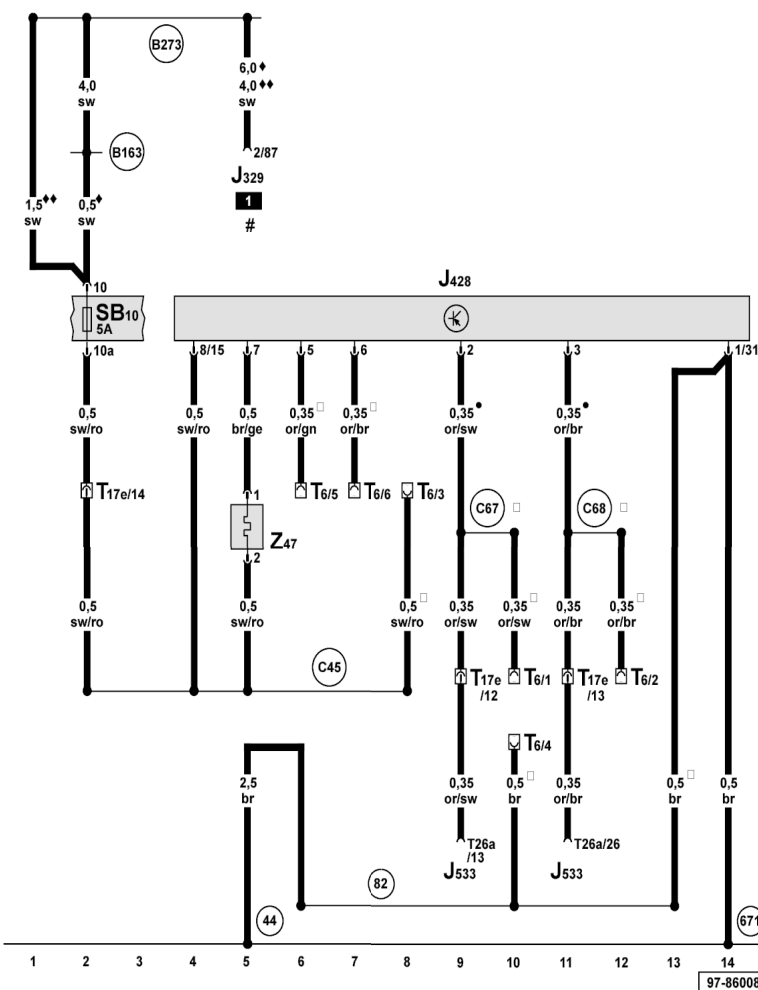 B273
6,0♦
4,0♦♦
sw
4,0
sw
B163
2/87
J329
1
#
1,5♦♦
sw
0,5♦
sw
10
SB10
5A
10a
J428
8/15
7
5
6
2
3
1/31
0,5
sw/ro
0,5
sw/ro
0,5
br/ge
0,35□
or/gn
0,35□
or/br
0,35●
or/sw
0,35●
or/br
T17e/14
1
Z47
2
T6/5
T6/6
T6/3
C67 □
C68 □
0,5
sw/ro
0,5
sw/ro
0,5□
sw/ro
0,35
or/sw
0,35□
or/sw
0,35
or/br
0,35□
or/br
C45
T17e
/12
T6/1
T17e
/13
T6/2
T6/4
2,5
br
0,35
or/sw
0,5□
br
0,35
or/br
0,5□
br
0,5
br
T26a
/13
J533
T26a/26
J533
82
44
671
1 2 3 4 5 6 7 8 9 10 11 12 13 14
97-86008